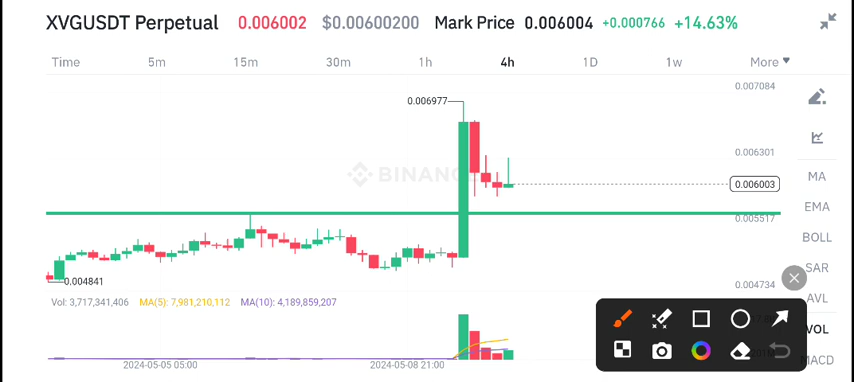 XVGUSDT Perpetual 0.006002 $0.00600200 Mark Price 0.006004 +0.000766 +14.63%
Time 5m 15m 30m 1h 4h 1D 1w More
0.007084
0.006977
BINANC
0.006301
MA
0.006003
EMA
0.005517
BOLL
SAR
0.004841
0.004734
AVL
Vol: 3,717,341,406 MA(5): 7,981,210,112 MA(10): 4,189,859,207
VOL
MACD
2024-05-05 05:00 2024-05-08 21:00